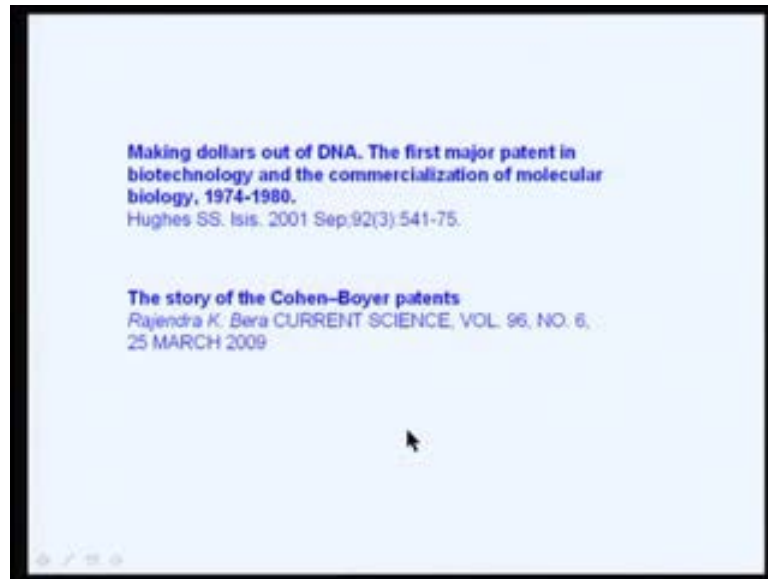 Making dollars out of DNA. The first major patent in
biotechnology and the commercialization of molecular
biology, 1974-1980.
Hughes SS. Isis. 2001 Sep;92(3):541-75.
The story of the Cohen–Boyer patents
Rajendra K. Bera CURRENT SCIENCE, VOL. 96, NO. 6,
25 MARCH 2009